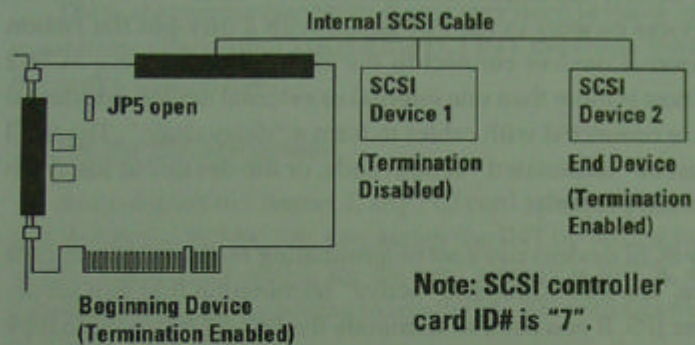 Internal SCSI Cable
JP5 open
SCSI
Device 1
(Termination
Disabled)
SCSI
Device 2
End Device
(Termination
Enabled)
Beginning Device
(Termination Enabled)
Note: SCSI controller
card ID# is "7".